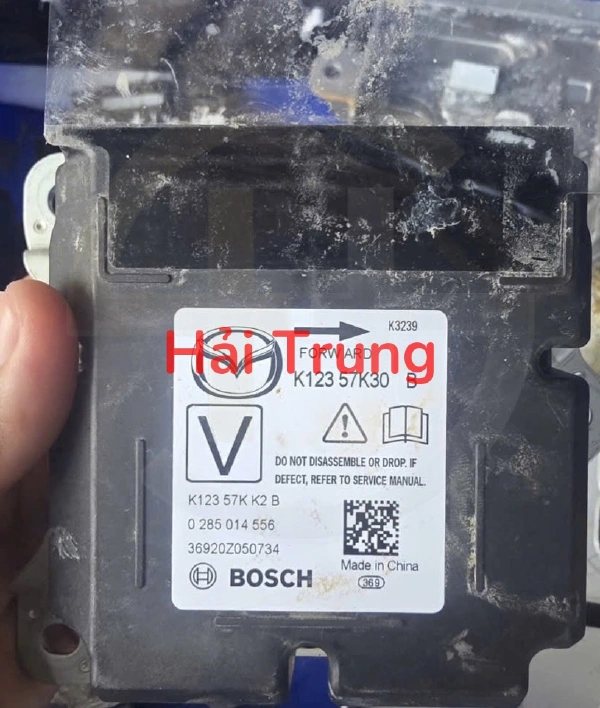 K3239
FORWARD
Hải Trung
K123 57K30 B
V
DO NOT DISASSEMBLE OR DROP. IF
DEFECT, REFER TO SERVICE MANUAL.
K123 57K K2 B
0 285 014 556
36920Z050734
Made in China
BOSCH
369